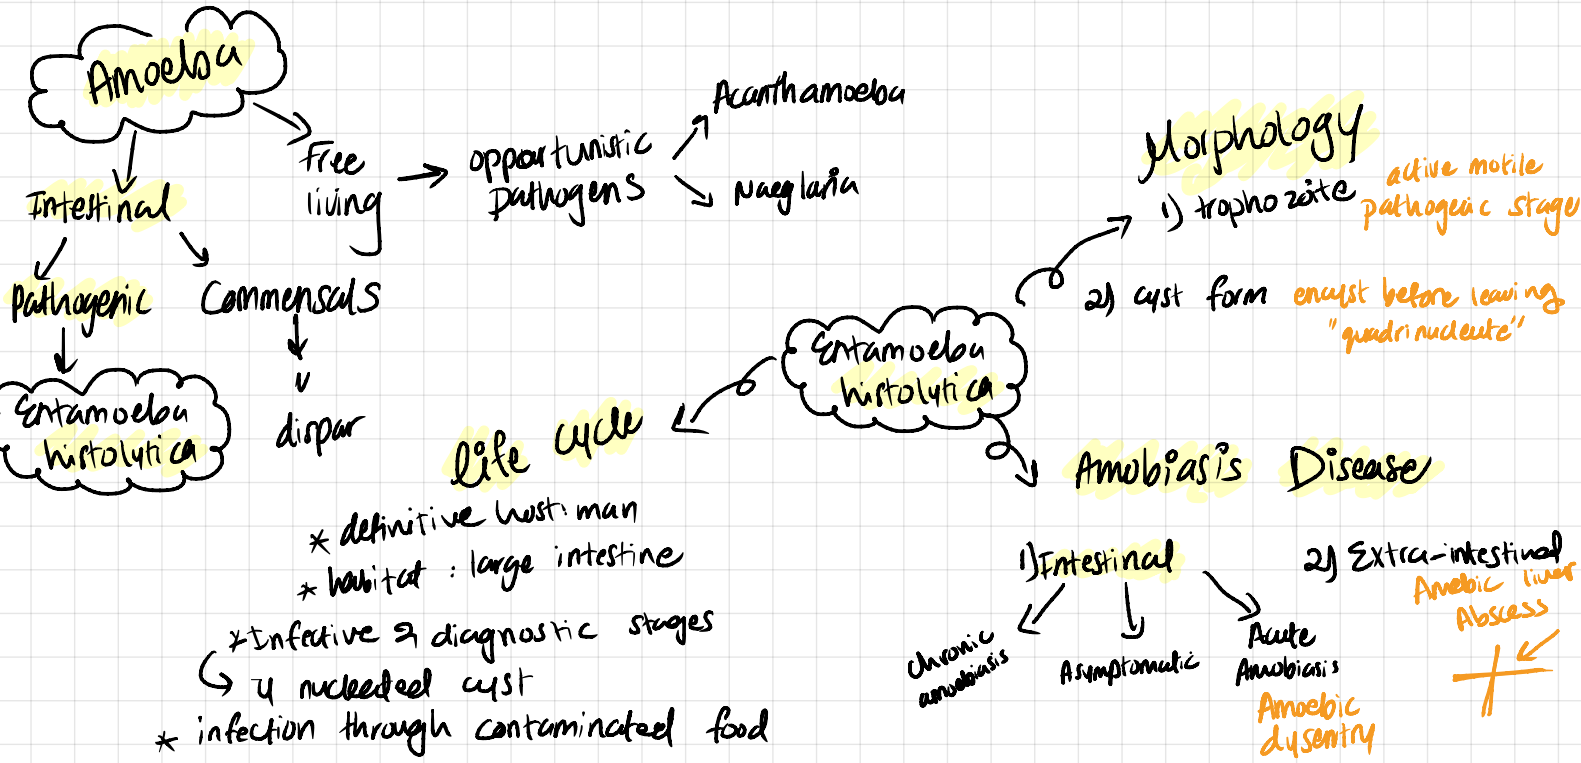 Amoeba
Intestinal
Free
living
opportunistic
pathogens
Acanthamoeba
Naeglaria
Pathogenic
Commensals
Entamoeba
histolytica
dispar
Entamoeba
histolytica
Morphology
1) trophozoite
active motile
pathogenic stage
2) cyst form
encyst before leaving
"quadrinucleate"
life cycle
* definitive host: man
* habitat : large intestine
* Infective & diagnostic stages
4 nucleated cyst
* infection through contaminated food
Amobiasis Disease
1) Intestinal
chronic
amoebiasis
Asymptomatic
Acute
Amobiasis
Amoebic
dysentry
2) Extra-intestinal
Amebic liver
Abscess